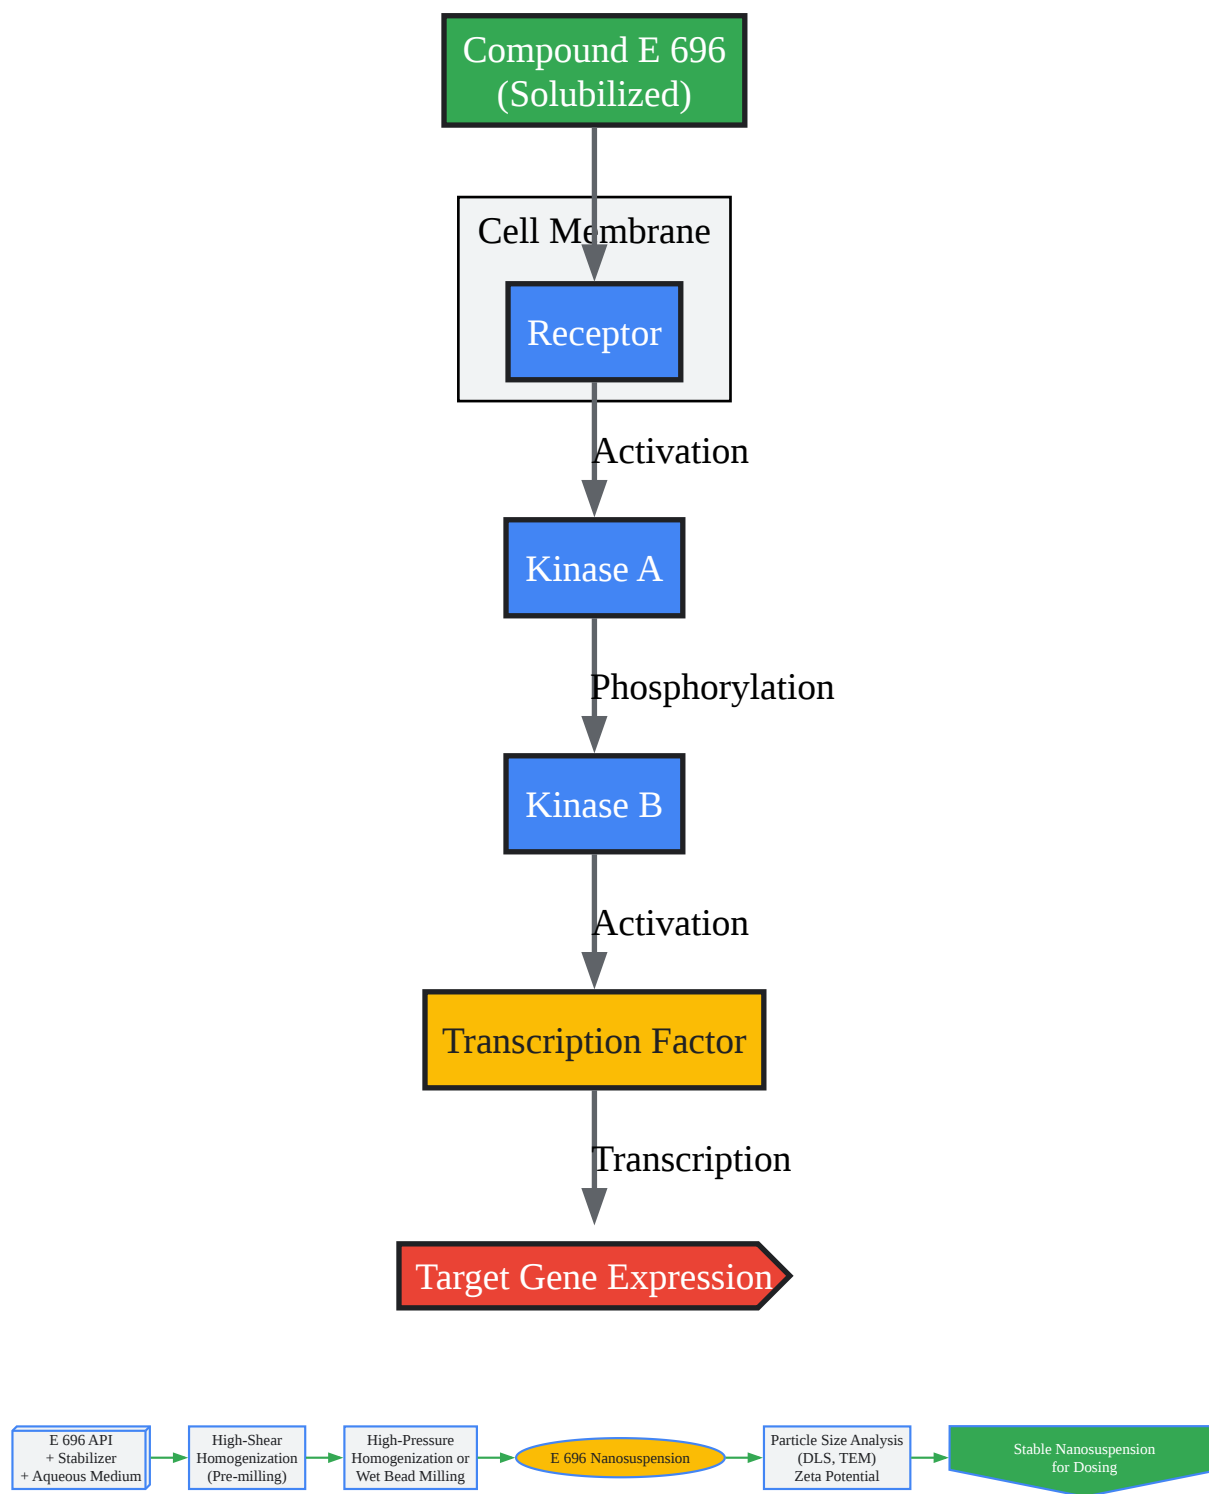 Compound E 696
(Solubilized)
Cell Membrane
Receptor
Activation
Kinase A
Phosphorylation
Kinase B
Activation
Transcription Factor
Transcription
Target Gene Expression
E 696 API
+ Stabilizer
+ Aqueous Medium
High-Shear
Homogenization
(Pre-milling)
High-Pressure
Homogenization or
Wet Bead Milling
E 696 Nanosuspension
Particle Size Analysis
(DLS, TEM)
Zeta Potential
Stable Nanosuspension
for Dosing